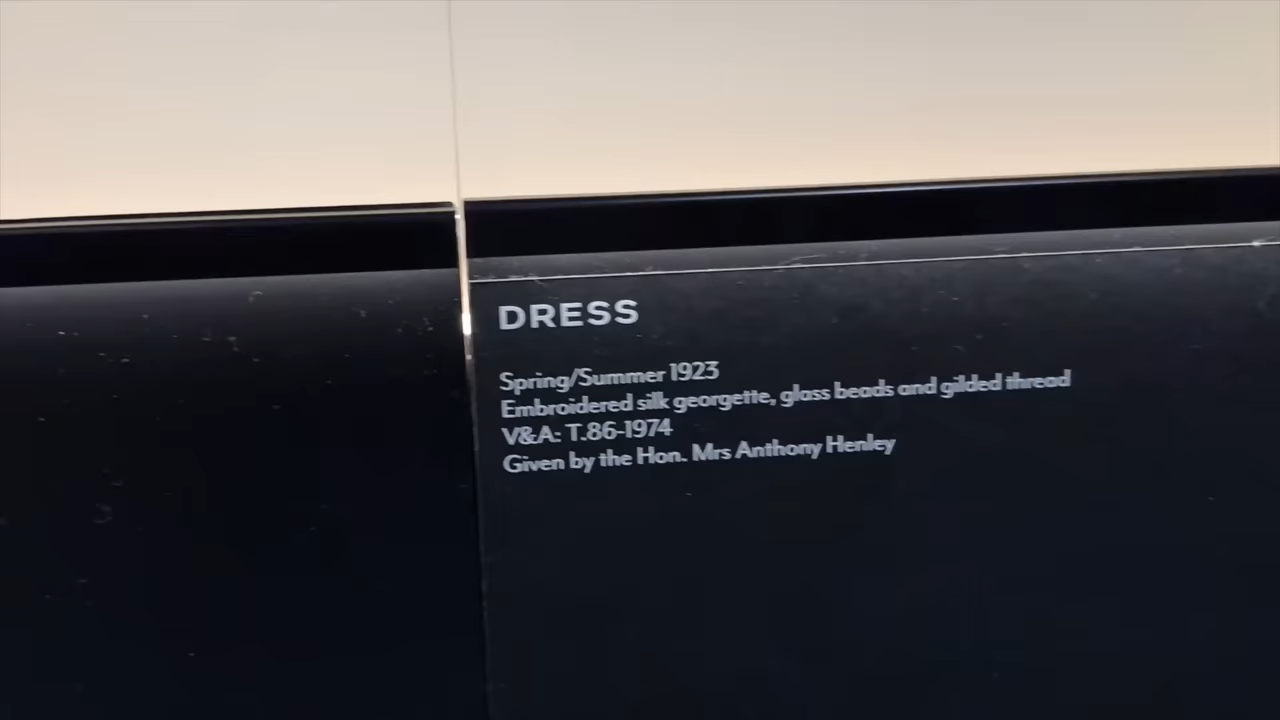 DRESS
Spring/Summer 1923
Embroidered silk georgette, glass beads and gilded thread
V&A: T.86-1974
Given by the Hon. Mrs Anthony Henley